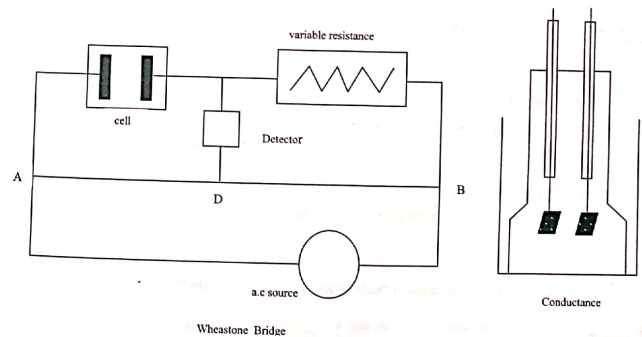 variable resistance
cell
Detector
A
B
D
a.c source
Conductance
Wheastone Bridge